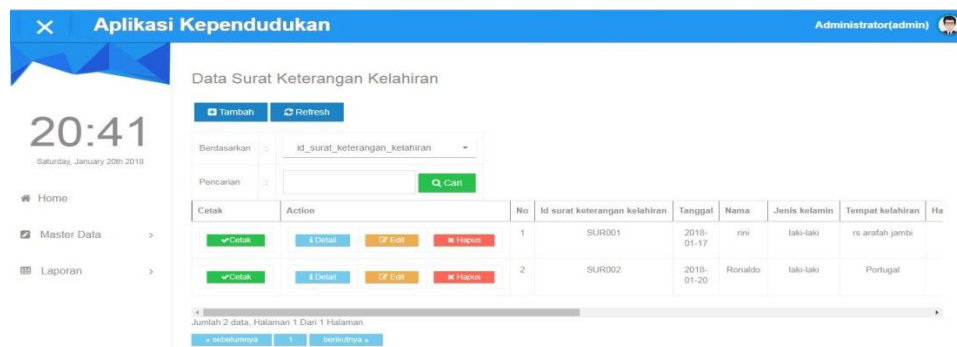 Aplikasi Kependudukan
Administrator(admin)
20:41
Saturday, January 20th 2018
Home
Master Data
Laporan
Data Surat Keterangan Kelahiran
Tambah Refresh
Berdasarkan : id_surat_keterangan_kelahiran
Pencarian : Cari
Cetak Action No Id surat keterangan kelahiran Tanggal Nama Jenis kelamin Tempat kelahiran Ha
Cetak Detail Edit Hapus 1 SUR001 2018-01-17 rini laki-laki rs arafah jambi
Cetak Detail Edit Hapus 2 SUR002 2018-01-20 Ronaldo laki-laki Portugal
Jumlah 2 data, Halaman 1 Dari 1 Halaman
« sebelumnya 1 berikutnya »